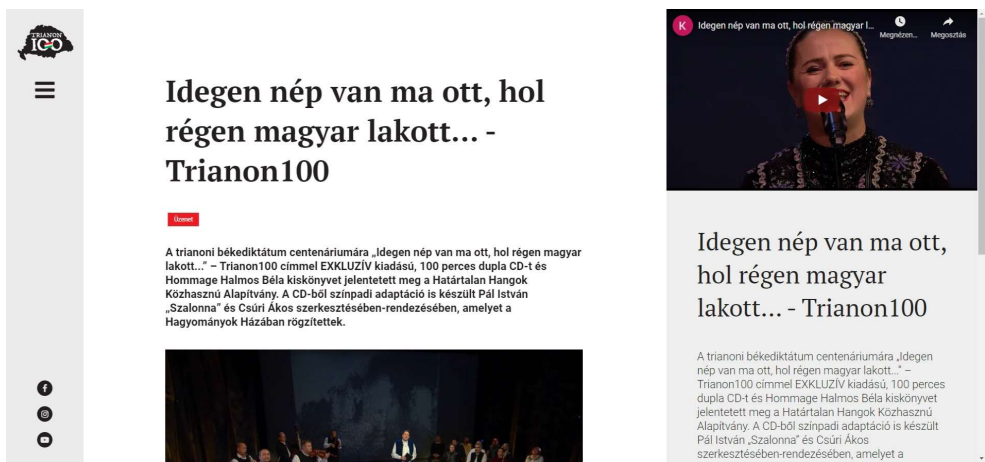 TRIANON
100
Idegen nép van ma ott, hol
régen magyar lakott… -
Trianon100
Üzenet
A trianoni békediktátum centenáriumára „Idegen nép van ma ott, hol régen magyar
lakott...” – Trianon100 címmel EXKLUZÍV kiadású, 100 perces dupla CD-t és
Hommage Halmos Béla kiskönyvet jelentetett meg a Határtalan Hangok
Közhasznú Alapítvány. A CD-ből színpadi adaptáció is készült Pál István
„Szalonna” és Csúri Ákos szerkesztésében-rendezésében, amelyet a
Hagyományok Házában rögzítettek.
K Idegen nép van ma ott, hol régen magyar l...
Megnézen...
Megosztás
Idegen nép van ma ott,
hol régen magyar
lakott… - Trianon100
A trianoni békediktátum centenáriumára „Idegen
nép van ma ott, hol régen magyar lakott...” –
Trianon100 címmel EXKLUZÍV kiadású, 100 perces
dupla CD-t és Hommage Halmos Béla kiskönyvet
jelentetett meg a Határtalan Hangok Közhasznú
Alapítvány. A CD-ből színpadi adaptáció is készült
Pál István „Szalonna” és Csúri Ákos
szerkesztésében-rendezésében, amelyet a